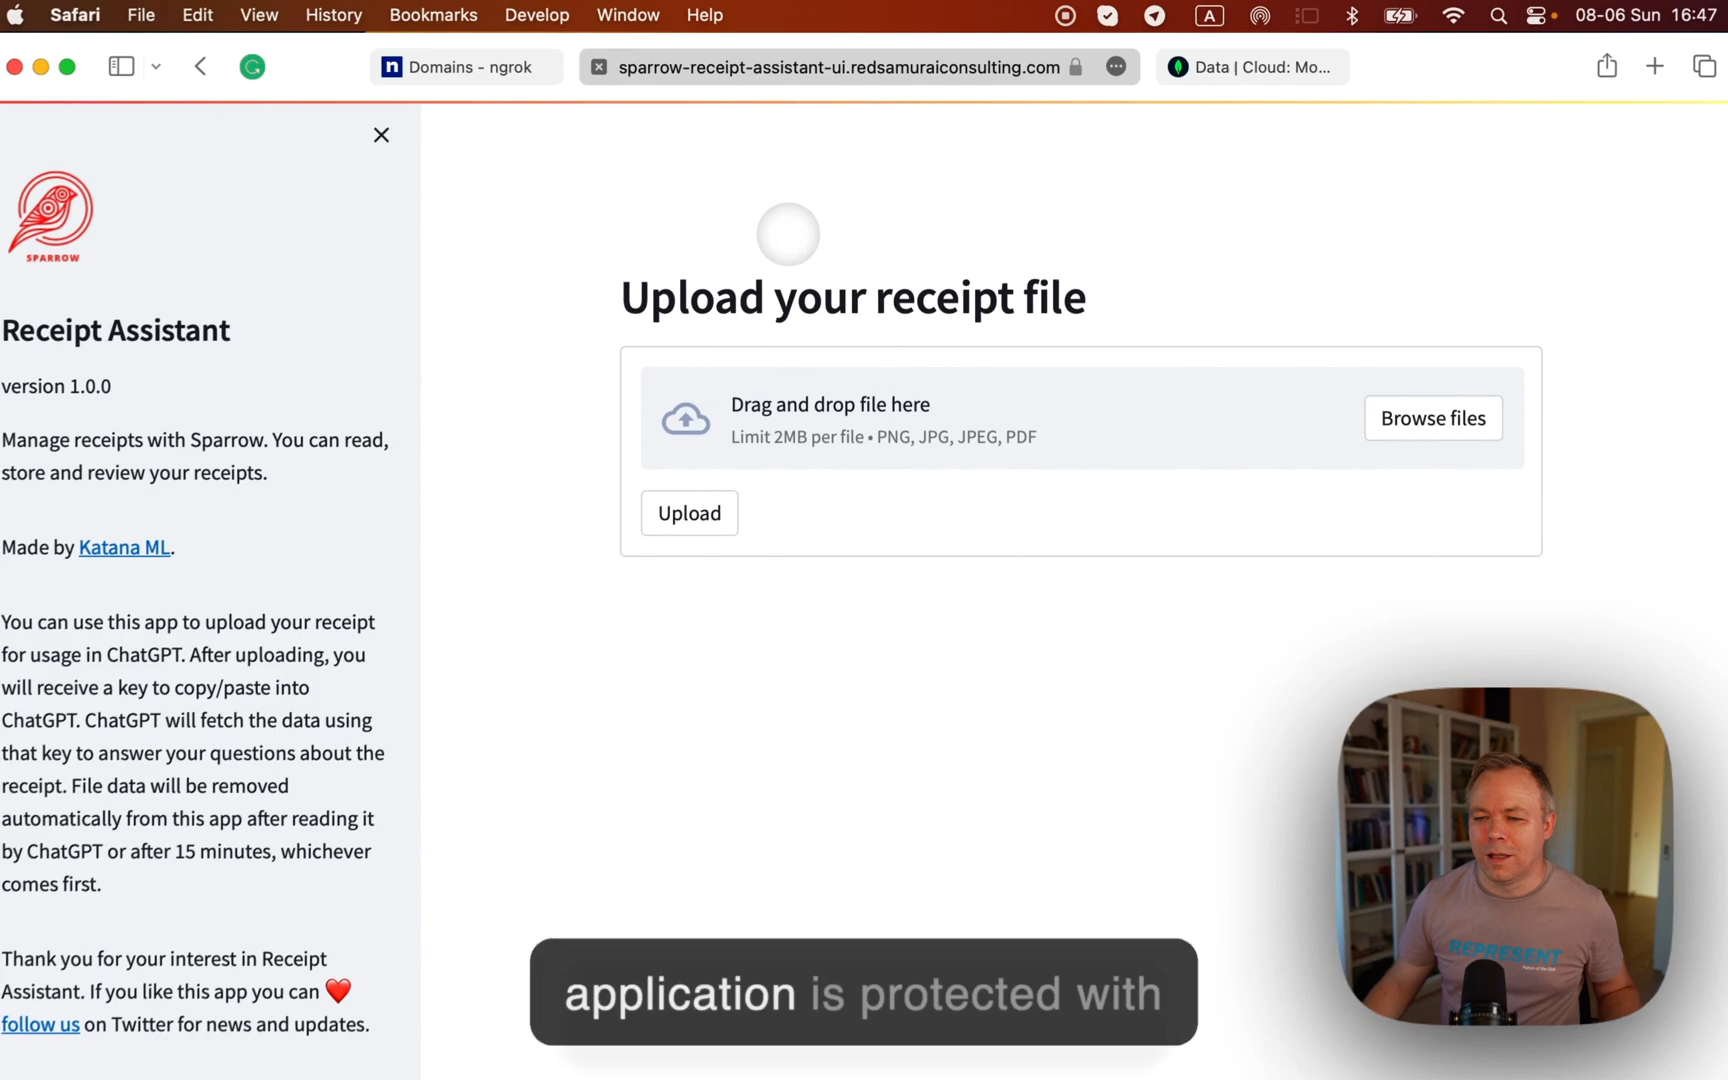 Safari File Edit View History Bookmarks Develop Window Help A 08-06 Sun 16:47
Domains - ngrok
sparrow-receipt-assistant-ui.redsamuraiconsulting.com
Data | Cloud: Mo...
SPARROW
Receipt Assistant
version 1.0.0
Manage receipts with Sparrow. You can read,
store and review your receipts.
Made by Katana ML.
You can use this app to upload your receipt
for usage in ChatGPT. After uploading, you
will receive a key to copy/paste into
ChatGPT. ChatGPT will fetch the data using
that key to answer your questions about the
receipt. File data will be removed
automatically from this app after reading it
by ChatGPT or after 15 minutes, whichever
comes first.
Thank you for your interest in Receipt
Assistant. If you like this app you can ❤️
follow us on Twitter for news and updates.
Upload your receipt file
Drag and drop file here
Limit 2MB per file • PNG, JPG, JPEG, PDF
Browse files
Upload
REPRESENT
application is protected with